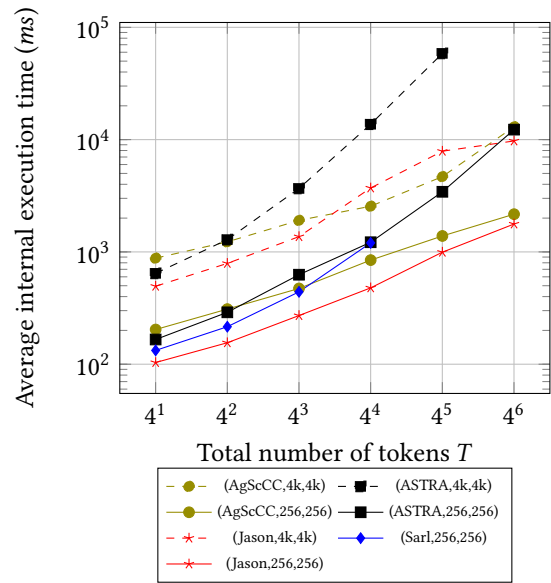 Average internal execution time (ms)
10^5
10^4
10^3
10^2
4^1 4^2 4^3 4^4 4^5 4^6
Total number of tokens T
(AgScCC,4k,4k) (ASTRA,4k,4k)
(AgScCC,256,256) (ASTRA,256,256)
(Jason,4k,4k) (Sarl,256,256)
(Jason,256,256)